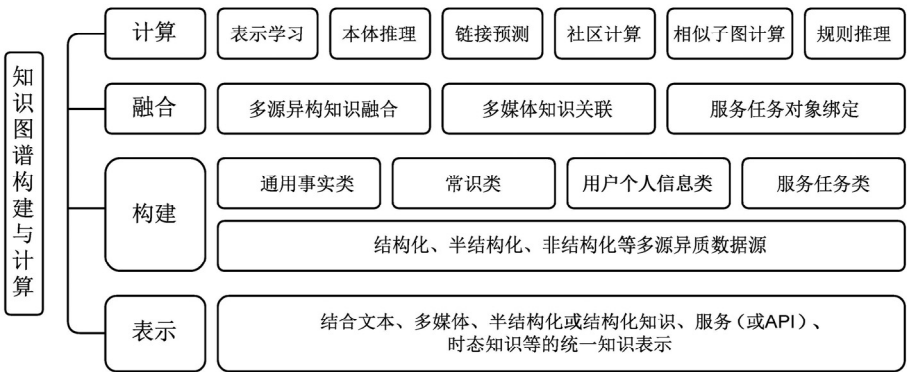 知识图谱构建与计算
计算
表示学习
本体推理
链接预测
社区计算
相似子图计算
规则推理
融合
多源异构知识融合
多媒体知识关联
服务任务对象绑定
构建
通用事实类
常识类
用户个人信息类
服务任务类
结构化、半结构化、非结构化等多源异质数据源
表示
结合文本、多媒体、半结构化或结构化知识、服务（或API）、
时态知识等的统一知识表示